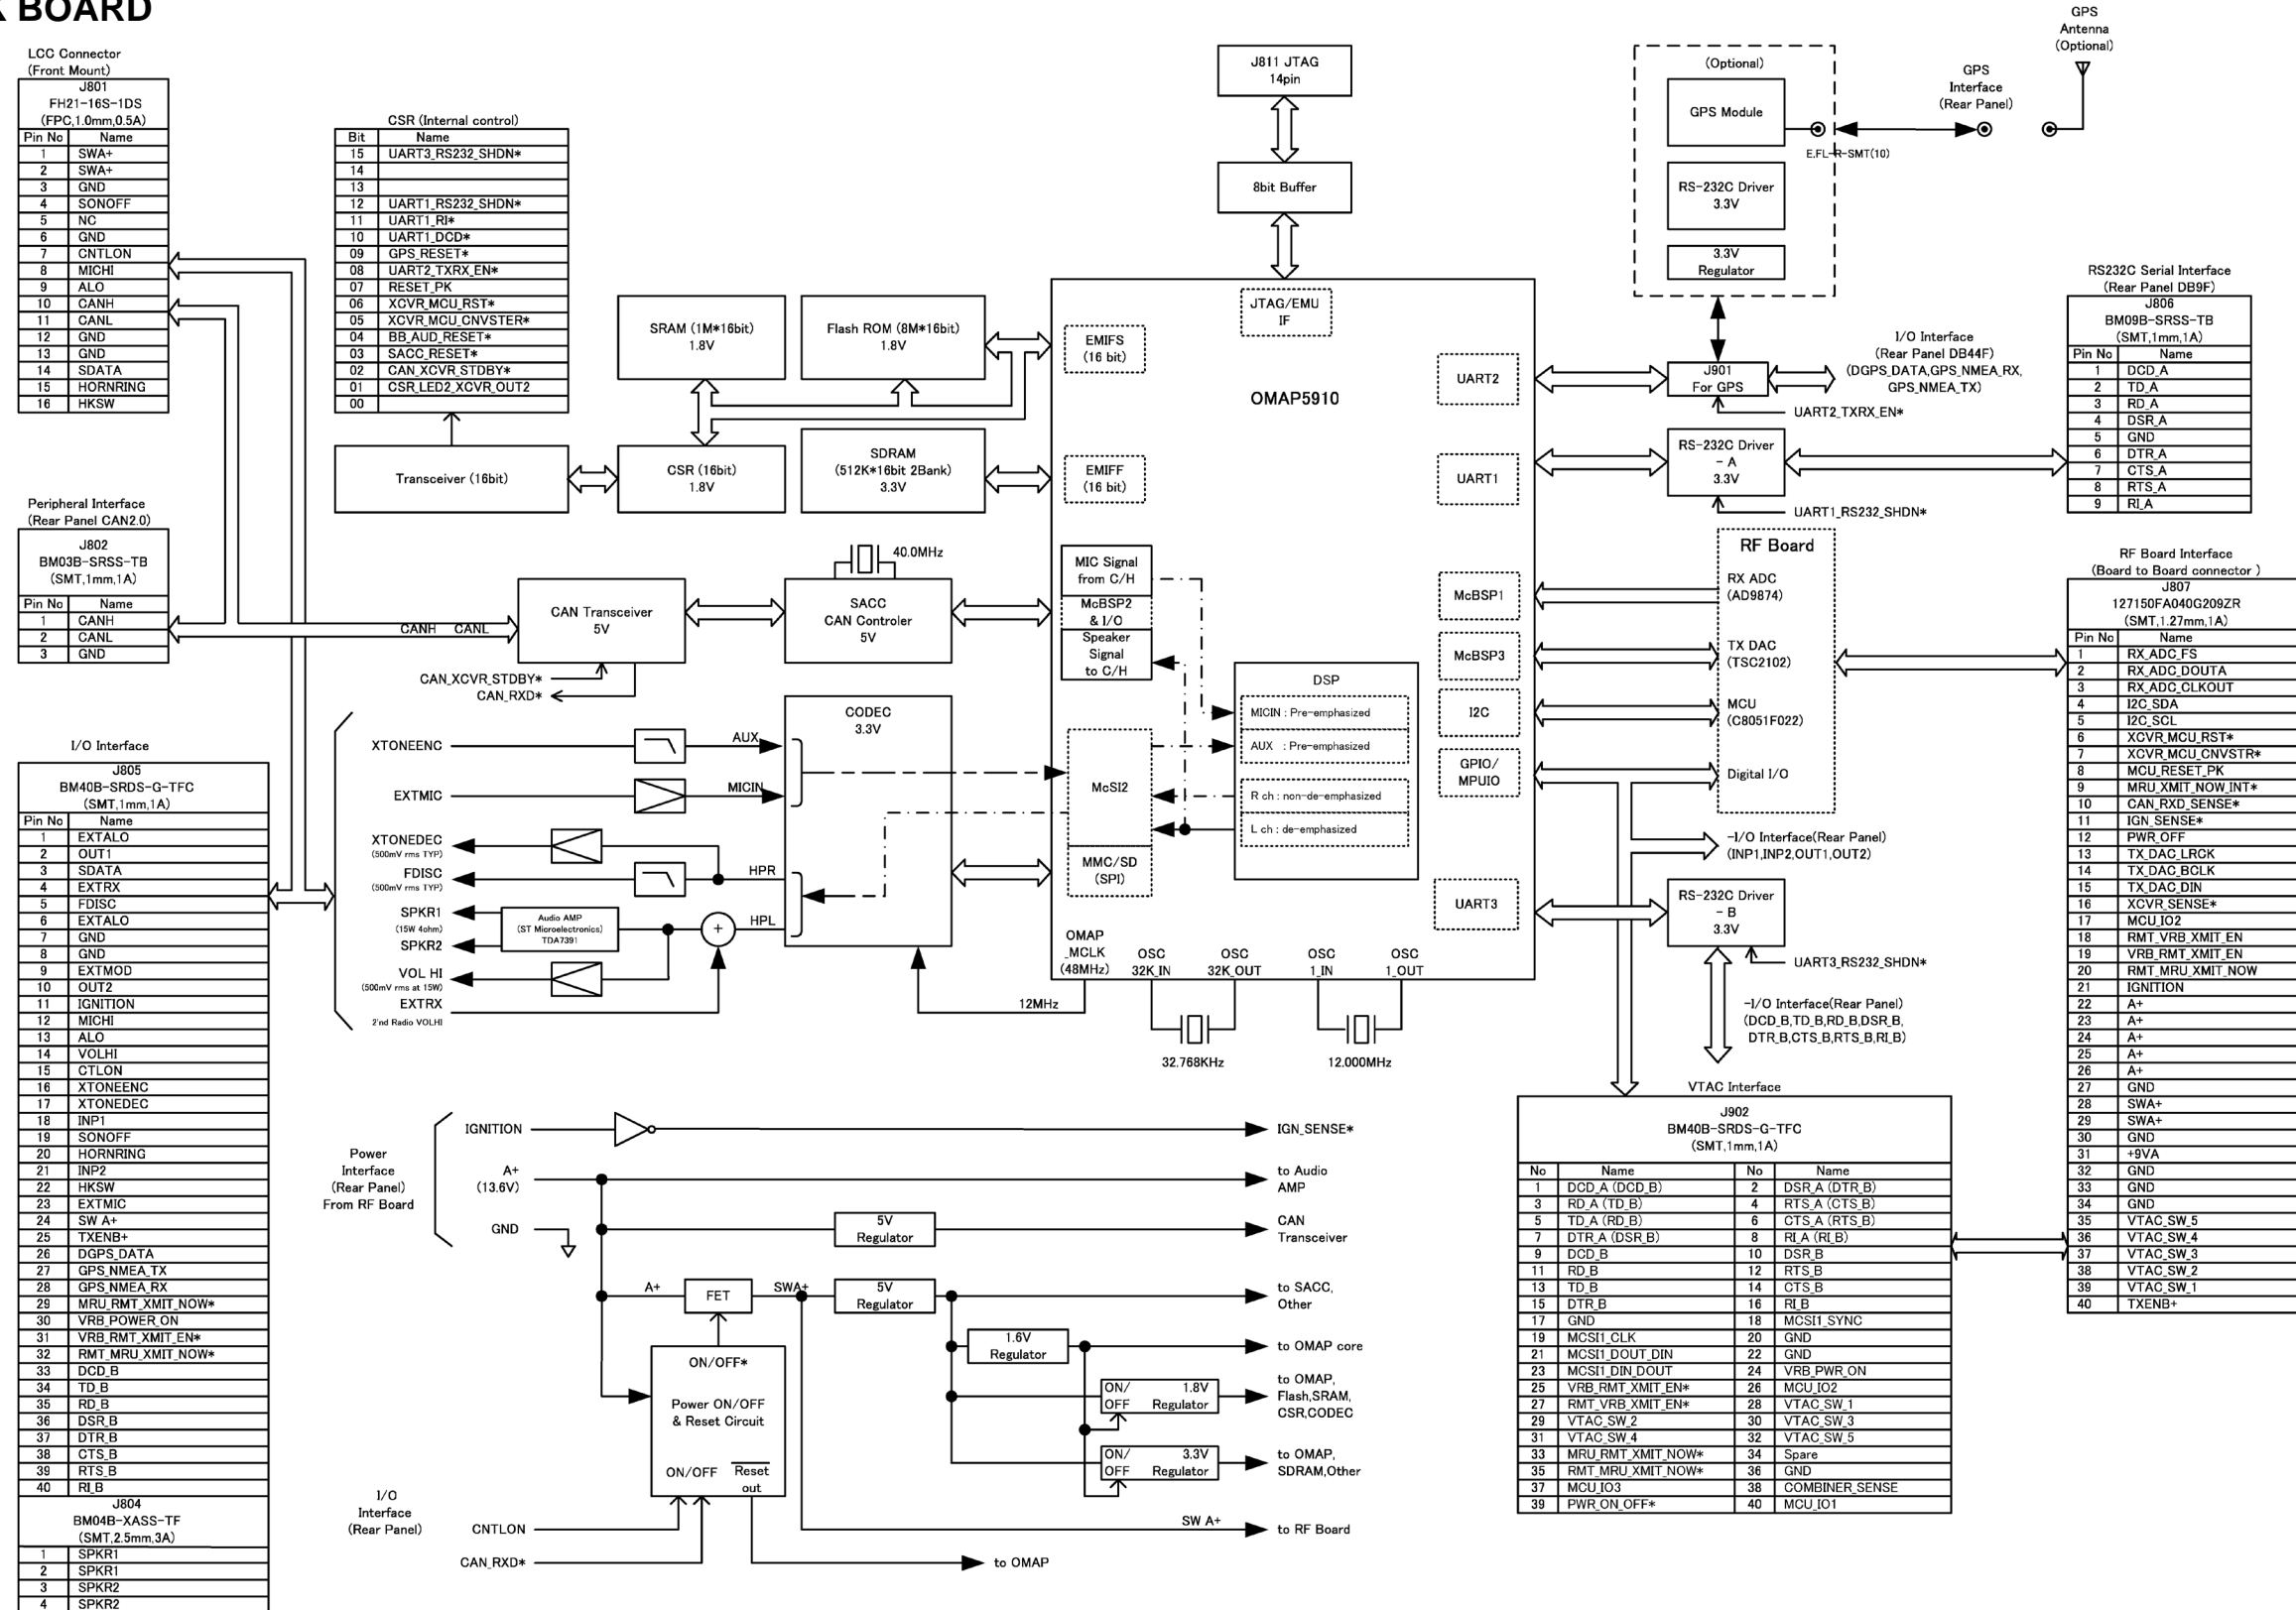 K BOARD
LCC Connector
(Front Mount)
J801
FH21-16S-1DS
(FPC,1.0mm,0.5A)
Pin No Name
1 SWA+
2 SWA+
3 GND
4 SONOFF
5 NC
6 GND
7 CNTLON
8 MICHI
9 ALO
10 CANH
11 CANL
12 GND
13 GND
14 SDATA
15 HORNRING
16 HKSW
Peripheral Interface
(Rear Panel CAN2.0)
J802
BM03B-SRSS-TB
(SMT,1mm,1A)
Pin No Name
1 CANH
2 CANL
3 GND
I/O Interface
J805
BM40B-SRDS-G-TFC
(SMT,1mm,1A)
Pin No Name
1 EXTALO
2 OUT1
3 SDATA
4 EXTRX
5 FDISC
6 EXTALO
7 GND
8 GND
9 EXTMOD
10 OUT2
11 IGNITION
12 MICHI
13 ALO
14 VOLHI
15 CTLON
16 XTONEENC
17 XTONEDEC
18 INP1
19 SONOFF
20 HORNRING
21 INP2
22 HKSW
23 EXTMIC
24 SW A+
25 TXENB+
26 DGPS_DATA
27 GPS_NMEA_TX
28 GPS_NMEA_RX
29 MRU_RMT_XMIT_NOW*
30 VRB_POWER_ON
31 VRB_RMT_XMIT_EN*
32 RMT_MRU_XMIT_NOW*
33 DCD_B
34 TD_B
35 RD_B
36 DSR_B
37 DTR_B
38 CTS_B
39 RTS_B
40 RI_B
J804
BM04B-XASS-TF
(SMT,2.5mm,3A)
1 SPKR1
2 SPKR1
3 SPKR2
4 SPKR2
CSR (Internal control)
Bit Name
15 UART3_RS232_SHDN*
14
13
12 UART1_RS232_SHDN*
11 UART1_RI*
10 UART1_DCD*
09 GPS_RESET*
08 UART2_TXRX_EN*
07 RESET_PK
06 XCVR_MCU_RST*
05 XCVR_MCU_CNVSTER*
04 BB_AUD_RESET*
03 SACC_RESET*
02 CAN_XCVR_STDBY*
01 CSR_LED2_XCVR_OUT2
00
Transceiver (16bit)
SRAM (1M*16bit)
1.8V
Flash ROM (8M*16bit)
1.8V
CSR (16bit)
1.8V
SDRAM
(512K*16bit 2Bank)
3.3V
40.0MHz
CAN Transceiver
5V
SACC
CAN Controler
5V
CANH CANL
CAN_XCVR_STDBY*
CAN_RXD*
CODEC
3.3V
XTONEENC
AUX
EXTMIC
MICIN
XTONEDEC
(500mV rms TYP)
FDISC
(500mV rms TYP)
HPR
SPKR1
(15W 4ohm)
SPKR2
Audio AMP
(ST Microelectronics)
TDA7391
+
HPL
VOL HI
(500mV rms at 15W)
EXTRX
2'nd Radio VOLHI
12MHz
J811 JTAG
14pin
8bit Buffer
JTAG/EMU
IF
OMAP5910
EMIFS
(16 bit)
EMIFF
(16 bit)
MIC Signal
from C/H
McBSP2
& I/O
Speaker
Signal
to C/H
McSI2
MMC/SD
(SPI)
DSP
MICIN : Pre-emphasized
AUX : Pre-emphasized
R ch : non-de-emphasized
L ch : de-emphasized
UART2
UART1
McBSP1
McBSP3
I2C
GPIO/
MPUIO
UART3
OMAP
_MCLK
(48MHz)
OSC
32K_IN
OSC
32K_OUT
OSC
1_IN
OSC
1_OUT
32.768KHz
12.000MHz
(Optional)
GPS Module
RS-232C Driver
3.3V
3.3V
Regulator
E.FL-R-SMT(10)
GPS
Interface
(Rear Panel)
GPS
Antenna
(Optional)
J901
For GPS
I/O Interface
(Rear Panel DB44F)
(DGPS_DATA,GPS_NMEA_RX,
GPS_NMEA_TX)
UART2_TXRX_EN*
RS-232C Driver
- A
3.3V
UART1_RS232_SHDN*
RF Board
RX ADC
(AD9874)
TX DAC
(TSC2102)
MCU
(C8051F022)
Digital I/O
-I/O Interface(Rear Panel)
(INP1,INP2,OUT1,OUT2)
RS-232C Driver
- B
3.3V
UART3_RS232_SHDN*
-I/O Interface(Rear Panel)
(DCD_B,TD_B,RD_B,DSR_B,
DTR_B,CTS_B,RTS_B,RI_B)
RS232C Serial Interface
(Rear Panel DB9F)
J806
BM09B-SRSS-TB
(SMT,1mm,1A)
Pin No Name
1 DCD_A
2 TD_A
3 RD_A
4 DSR_A
5 GND
6 DTR_A
7 CTS_A
8 RTS_A
9 RI_A
RF Board Interface
(Board to Board connector )
J807
127150FA040G209ZR
(SMT,1.27mm,1A)
Pin No Name
1 RX_ADC_FS
2 RX_ADC_DOUTA
3 RX_ADC_CLKOUT
4 I2C_SDA
5 I2C_SCL
6 XCVR_MCU_RST*
7 XCVR_MCU_CNVSTR*
8 MCU_RESET_PK
9 MRU_XMIT_NOW_INT*
10 CAN_RXD_SENSE*
11 IGN_SENSE*
12 PWR_OFF
13 TX_DAC_LRCK
14 TX_DAC_BCLK
15 TX_DAC_DIN
16 XCVR_SENSE*
17 MCU_IO2
18 RMT_VRB_XMIT_EN
19 VRB_RMT_XMIT_EN
20 RMT_MRU_XMIT_NOW
21 IGNITION
22 A+
23 A+
24 A+
25 A+
26 A+
27 GND
28 SWA+
29 SWA+
30 GND
31 +9VA
32 GND
33 GND
34 GND
35 VTAC_SW_5
36 VTAC_SW_4
37 VTAC_SW_3
38 VTAC_SW_2
39 VTAC_SW_1
40 TXENB+
VTAC Interface
J902
BM40B-SRDS-G-TFC
(SMT,1mm,1A)
No Name No Name
1 DCD_A (DCD_B) 2 DSR_A (DTR_B)
3 RD_A (TD_B) 4 RTS_A (CTS_B)
5 TD_A (RD_B) 6 CTS_A (RTS_B)
7 DTR_A (DSR_B) 8 RI_A (RI_B)
9 DCD_B 10 DSR_B
11 RD_B 12 RTS_B
13 TD_B 14 CTS_B
15 DTR_B 16 RI_B
17 GND 18 MCSI1_SYNC
19 MCSI1_CLK 20 GND
21 MCSI1_DOUT_DIN 22 GND
23 MCSI1_DIN_DOUT 24 VRB_PWR_ON
25 VRB_RMT_XMIT_EN* 26 MCU_IO2
27 RMT_VRB_XMIT_EN* 28 VTAC_SW_1
29 VTAC_SW_2 30 VTAC_SW_3
31 VTAC_SW_4 32 VTAC_SW_5
33 MRU_RMT_XMIT_NOW* 34 Spare
35 RMT_MRU_XMIT_NOW* 36 GND
37 MCU_IO3 38 COMBINER_SENSE
39 PWR_ON_OFF* 40 MCU_IO1
Power
Interface
(Rear Panel)
From RF Board
IGNITION
IGN_SENSE*
A+
(13.6V)
to Audio
AMP
GND
5V
Regulator
CAN
Transceiver
A+
FET
SWA+
5V
Regulator
to SACC,
Other
1.6V
Regulator
to OMAP core
ON/
OFF
1.8V
Regulator
to OMAP,
Flash,SRAM,
CSR,CODEC
ON/
OFF
3.3V
Regulator
to OMAP,
SDRAM,Other
ON/OFF*
Power ON/OFF
& Reset Circuit
ON/OFF
Reset
out
I/O
Interface
(Rear Panel)
CNTLON
CAN_RXD*
SW A+
to RF Board
to OMAP